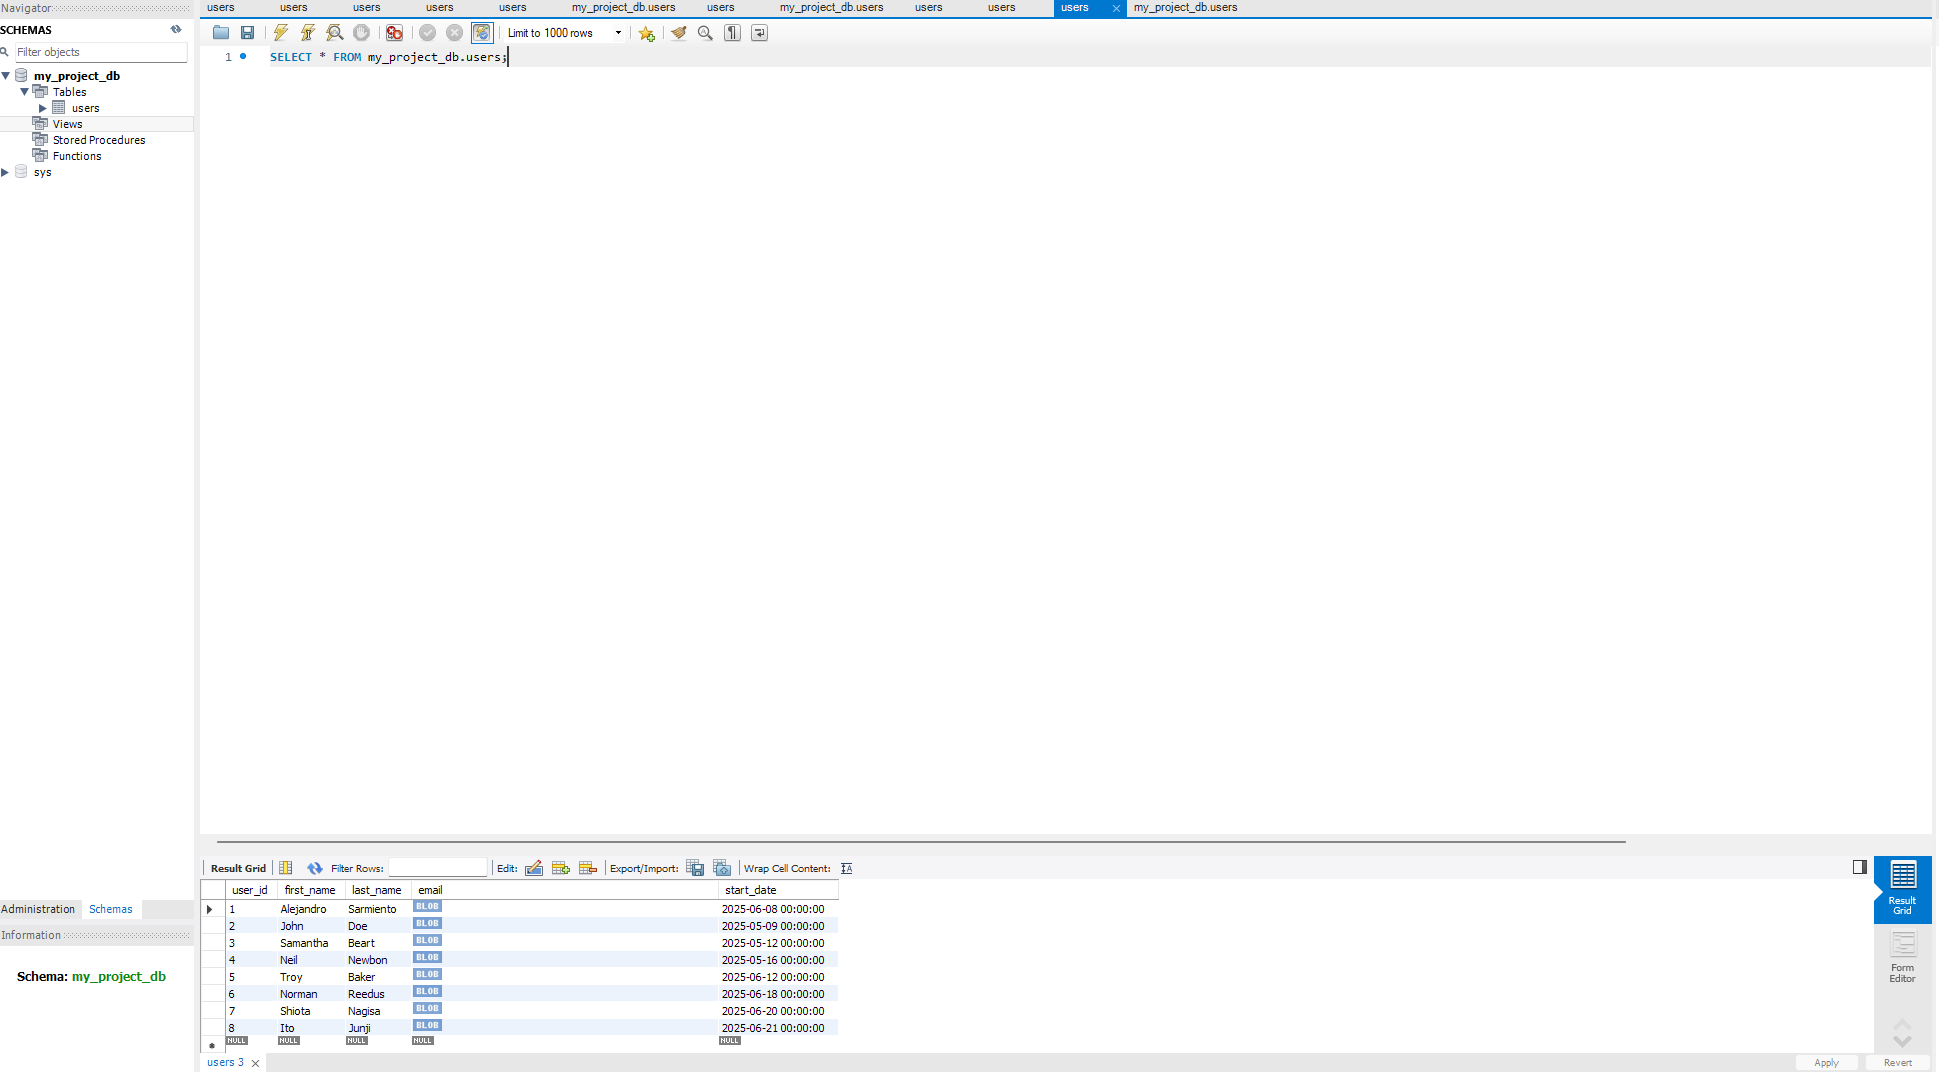 Navigator
users users users users users my_project_db.users users my_project_db.users users users users my_project_db.users
SCHEMAS
Filter objects
my_project_db
Tables
users
Views
Stored Procedures
Functions
sys
Limit to 1000 rows
1 SELECT * FROM my_project_db.users;
Administration Schemas
Information
Schema: my_project_db
Result Grid Filter Rows: Edit: Export/Import: Wrap Cell Content:
user_id first_name last_name email start_date
1 Alejandro Sarmiento BLOB 2025-06-08 00:00:00
2 John Doe BLOB 2025-05-09 00:00:00
3 Samantha Beart BLOB 2025-05-12 00:00:00
4 Neil Newbon BLOB 2025-05-16 00:00:00
5 Troy Baker BLOB 2025-06-12 00:00:00
6 Norman Reedus BLOB 2025-06-18 00:00:00
7 Shiota Nagisa BLOB 2025-06-20 00:00:00
8 Ito Junji BLOB 2025-06-21 00:00:00
NULL NULL NULL NULL NULL
Result
Grid
Form
Editor
users 3
Apply Revert